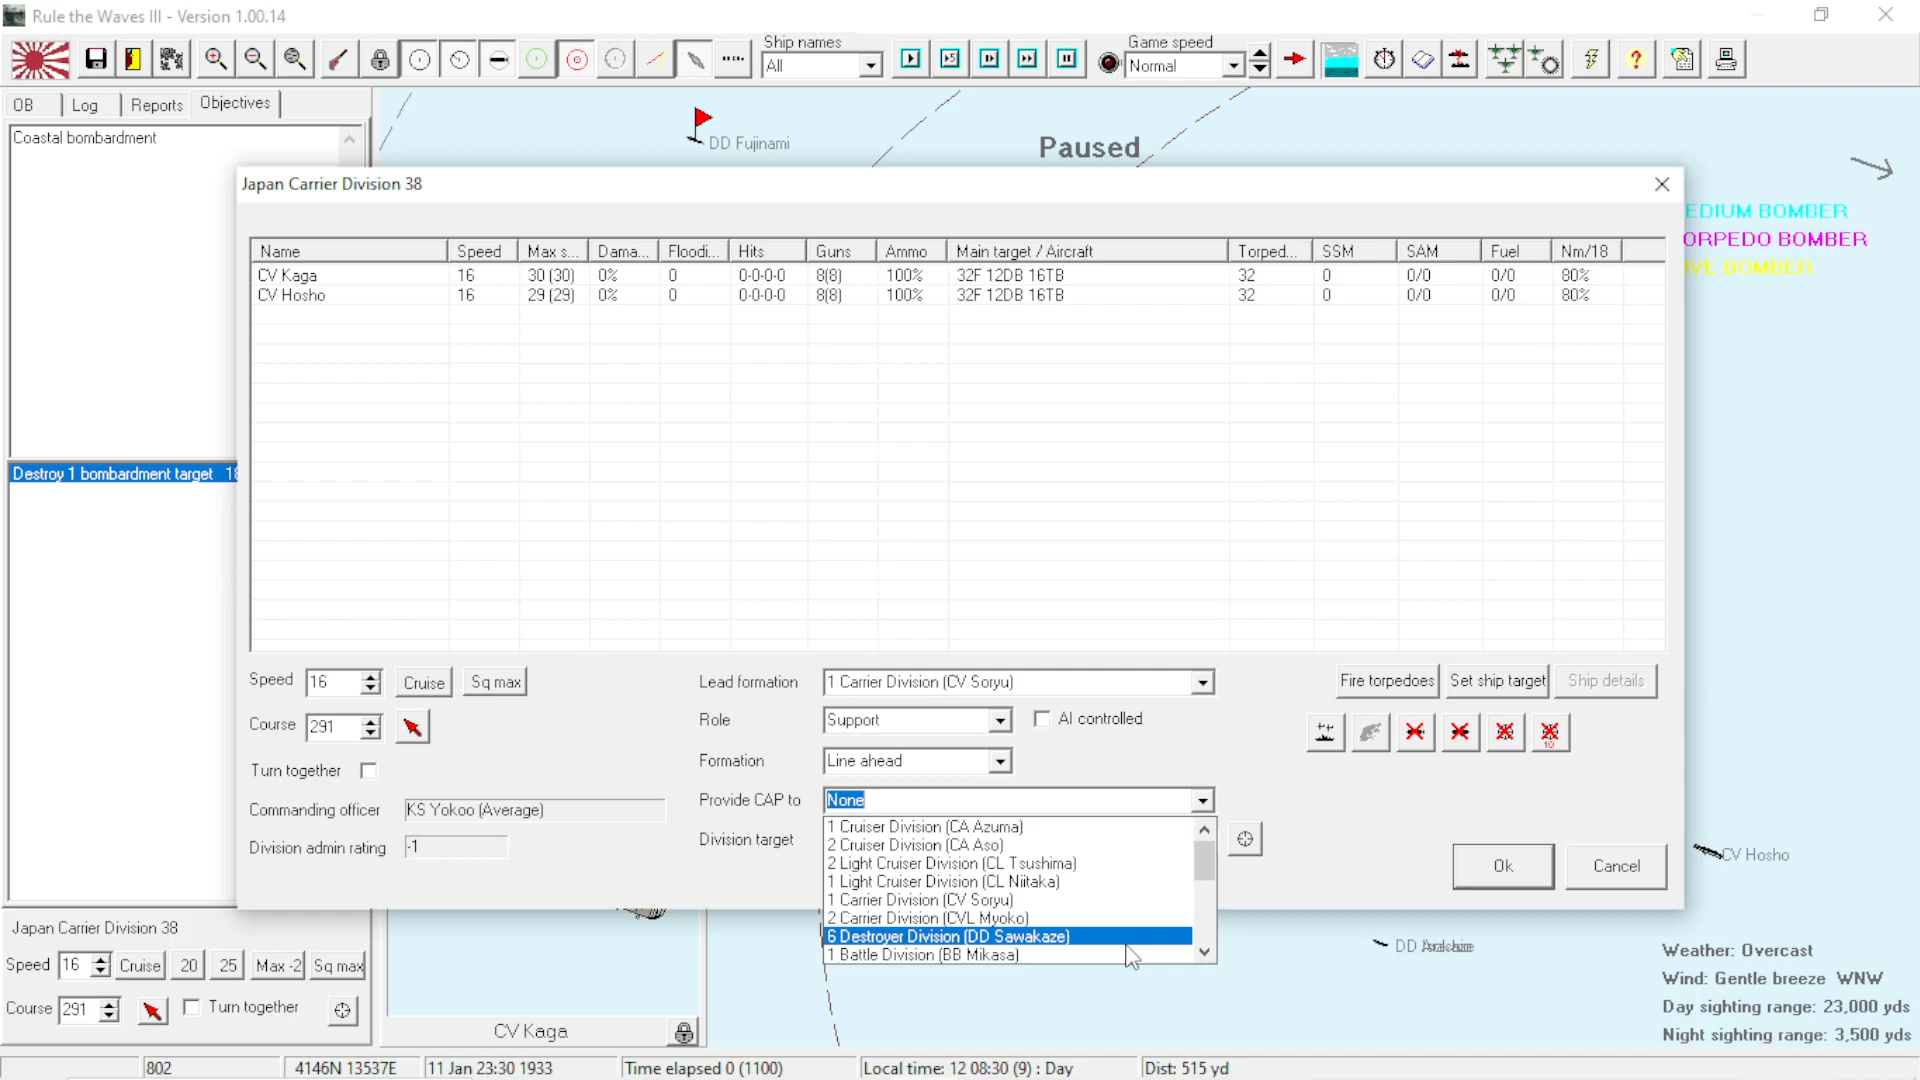 Rule the Waves III - Version 1.00.14
Ship names
All
Game speed
Normal
OB
Log
Reports
Objectives
Coastal bombardment
DD Fujinami
Paused
Japan Carrier Division 38
EDIUM BOMBER
ORPEDO BOMBER
IVE BOMBER
Name Speed Max s... Dama... Floodi... Hits Guns Ammo Main target / Aircraft Torped... SSM SAM Fuel Nm/18
CV Kaga 16 30 (30) 0% 0 0-0-0-0 8(8) 100% 32F 12DB 16TB 32 0 0/0 0/0 80%
CV Hosho 16 29 (29) 0% 0 0-0-0-0 8(8) 100% 32F 12DB 16TB 32 0 0/0 0/0 80%
Destroy 1 bombardment target 18
Speed 16 Cruise Sq max
Lead formation 1 Carrier Division (CV Soryu)
Fire torpedoes Set ship target Ship details
Course 291
Role Support AI controlled
10
Turn together
Formation Line ahead
Commanding officer KS Yokoo (Average)
Provide CAP to None
Division admin rating -1
Division target
1 Cruiser Division (CA Azuma)
2 Cruiser Division (CA Aso)
2 Light Cruiser Division (CL Tsushima)
1 Light Cruiser Division (CL Niitaka)
1 Carrier Division (CV Soryu)
2 Carrier Division (CVL Myoko)
6 Destroyer Division (DD Sawakaze)
1 Battle Division (BB Mikasa)
Ok Cancel
CV Hosho
Japan Carrier Division 38
Speed 16 Cruise 20 25 Max -2 Sq max
Course 291 Turn together
CV Kaga
DD
Weather: Overcast
Wind: Gentle breeze WNW
Day sighting range: 23,000 yds
Night sighting range: 3,500 yds
802 4146N 13537E 11 Jan 23:30 1933 Time elapsed 0 (1100) Local time: 12 08:30 (9) : Day Dist: 515 yd